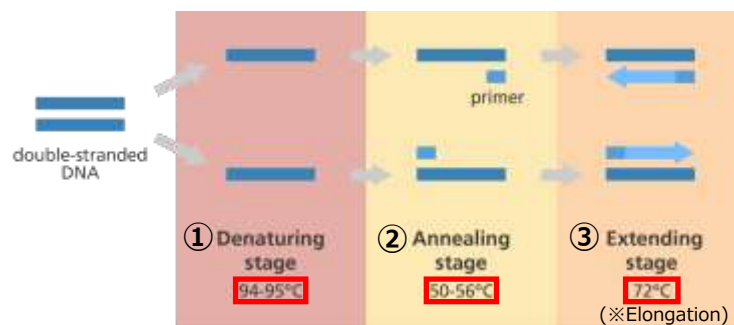 primer
double-stranded
DNA
① Denaturing
stage
94-95°C
② Annealing
stage
50-56°C
③ Extending
stage
72°C
(※Elongation)